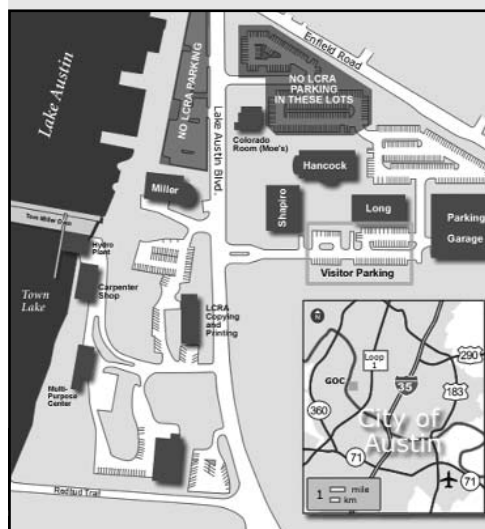 Enfield Road
Lake Austin
NO LCRA PARKING
NO LCRA
PARKING
IN THESE LOTS
Lake Austin Blvd.
Colorado
Room (Moe's)
Hancock
Miller
Shapiro
Long
Parking
Garage
Tom Miller Dam
Hydro
Plant
Visitor Parking
Town
Lake
Carpenter
Shop
LCRA
Copying
and
Printing
Multi-
Purpose
Center
Redbud Trail
Loop
1
290
GOC
35
183
360
City of
Austin
71
71
1
mile
km